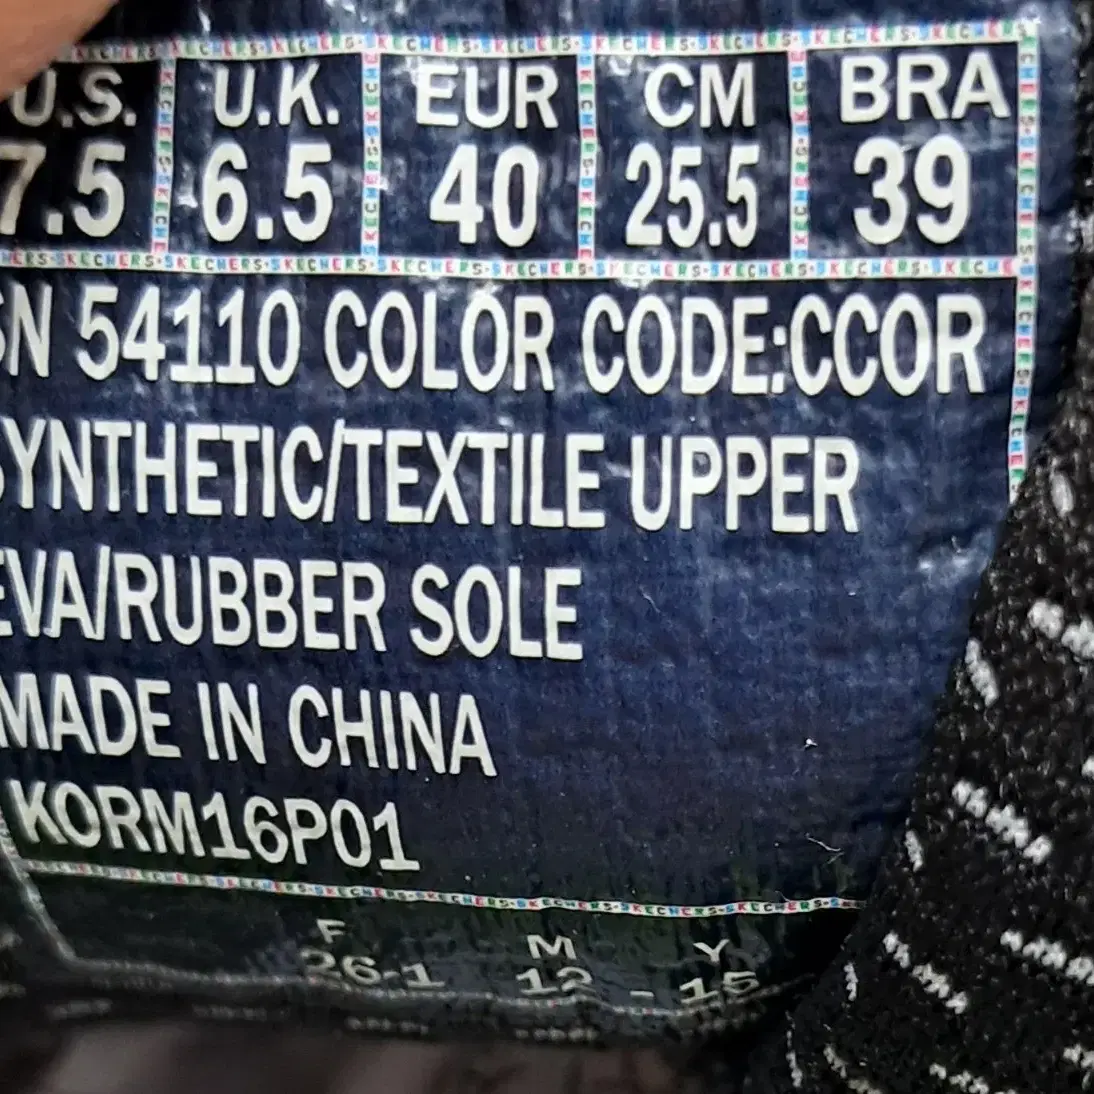 U.S. U.K. EUR CM BRA
7.5 6.5 40 25.5 39
SN 54110 COLOR CODE:CCOR
SYNTHETIC/TEXTILE UPPER
EVA/RUBBER SOLE
MADE IN CHINA
KORM16P01
F M Y
26-1 12 - 15